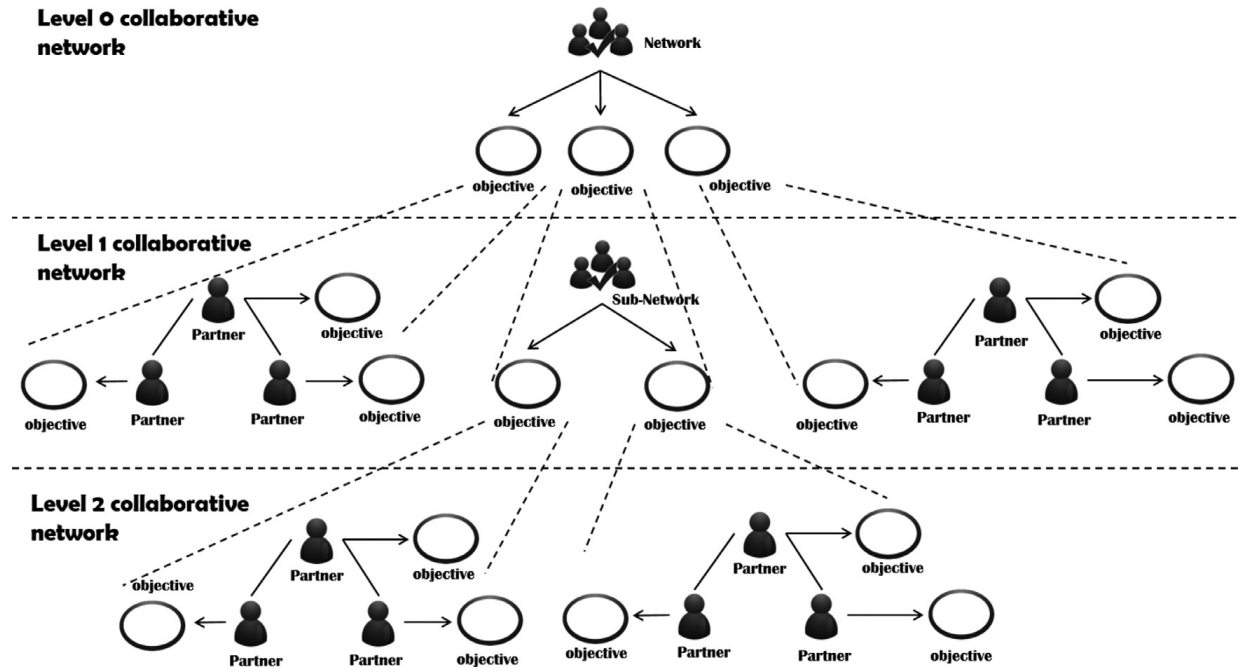 Level 0 collaborative
network
Network
objective
objective
objective
Level 1 collaborative
network
Sub-Network
Partner
objective
Partner
objective
objective
Partner
Partner
objective
objective
objective
objective
Partner
Partner
objective
Level 2 collaborative
network
Partner
objective
Partner
objective
objective
Partner
Partner
objective
objective
Partner
Partner
objective